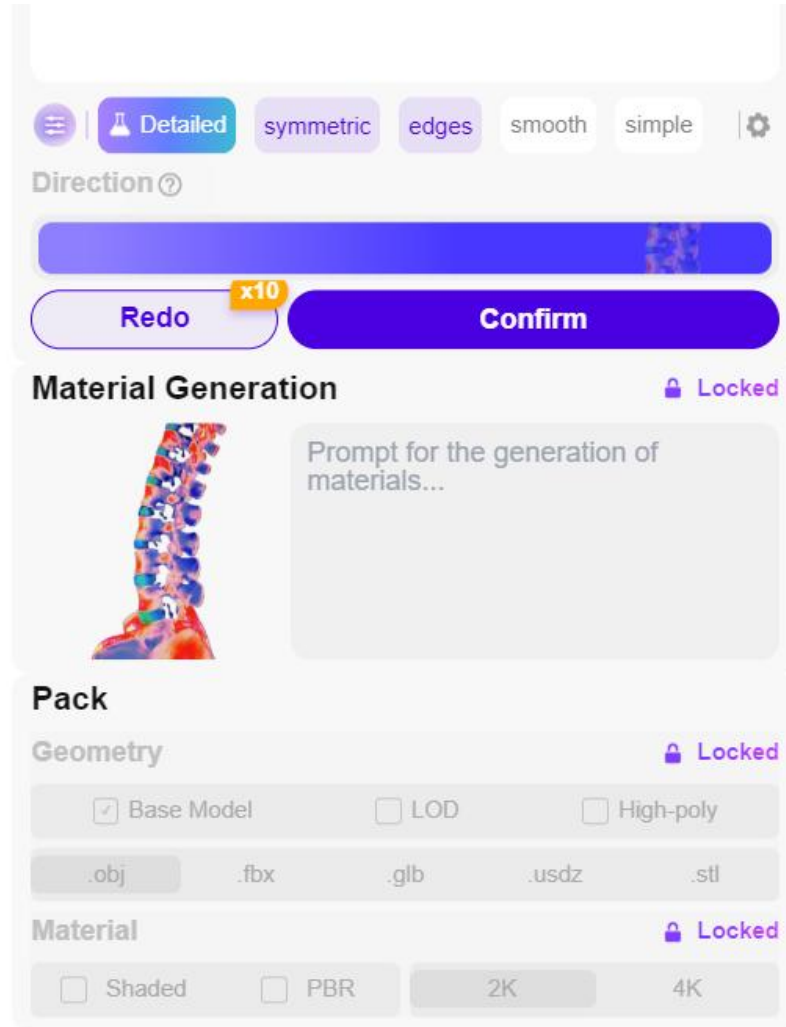 Detailed symmetric edges smooth simple
Direction
x10
Redo Confirm
Material Generation Locked
Prompt for the generation of
materials...
Pack
Geometry Locked
Base Model LOD High-poly
.obj .fbx .glb .usdz .stl
Material Locked
Shaded PBR 2K 4K